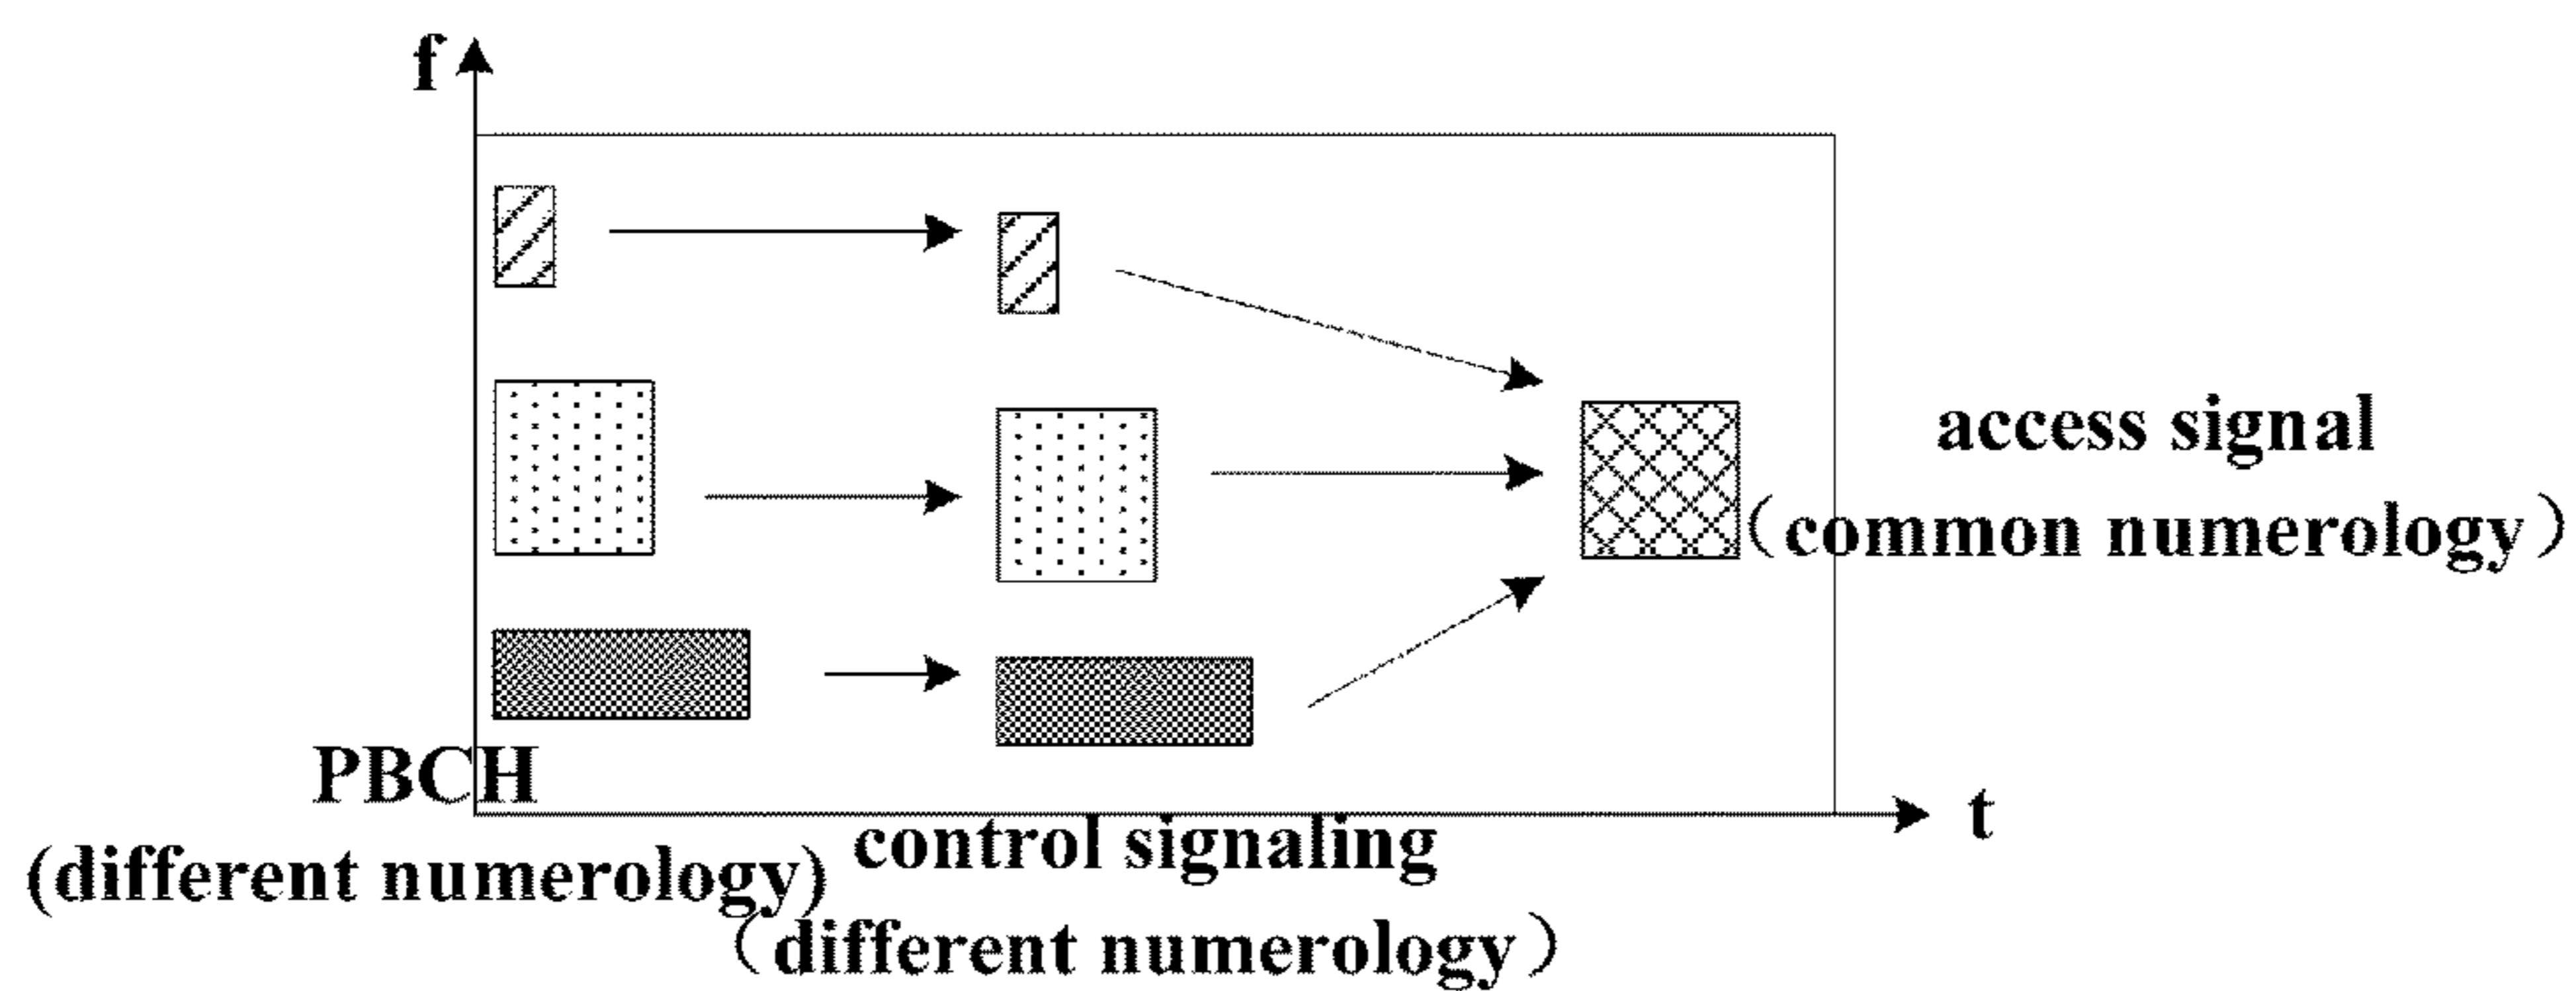 f
access signal
（common numerology）
PBCH
(different numerology)
t
control signaling
（different numerology）